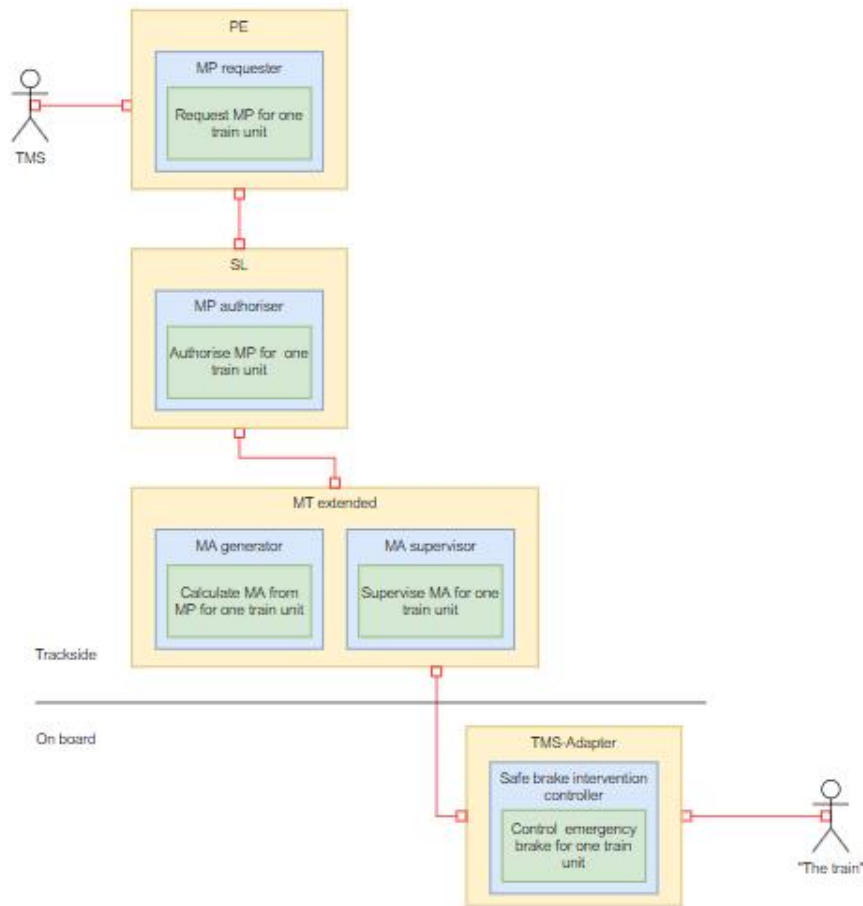 PE
MP requester
Request MP for one
train unit
TMS
SL
MP authoriser
Authorise MP for one
train unit
MT extended
MA generator
Calculate MA from
MP for one train unit
MA supervisor
Supervise MA for one
train unit
Trackside
On board
TMS-Adapter
Safe brake intervention
controller
Control emergency
brake for one train
unit
"The train"